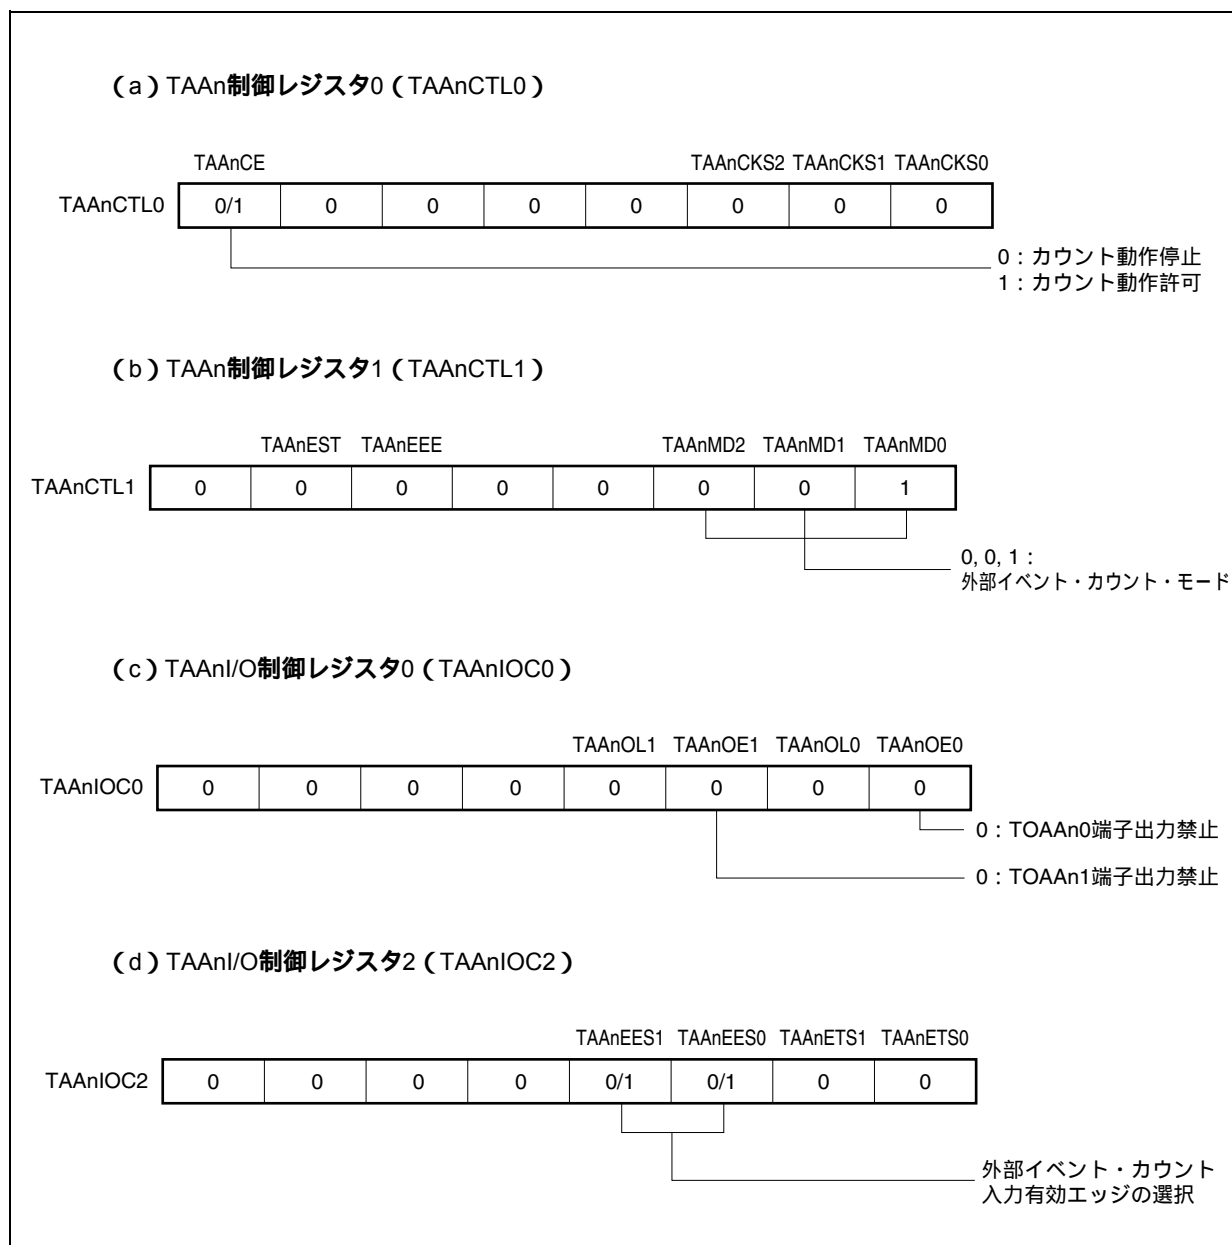 （a）TAAn制御レジスタ0（TAAnCTL0）
TAAnCE TAAnCKS2 TAAnCKS1 TAAnCKS0
TAAnCTL0 0/1 0 0 0 0 0 0 0
0：カウント動作停止
1：カウント動作許可
（b）TAAn制御レジスタ1（TAAnCTL1）
TAAnEST TAAnEEE TAAnMD2 TAAnMD1 TAAnMD0
TAAnCTL1 0 0 0 0 0 0 0 1
0, 0, 1：
外部イベント・カウント・モード
（c）TAAnI/O制御レジスタ0（TAAnIOC0）
TAAnOL1 TAAnOE1 TAAnOL0 TAAnOE0
TAAnIOC0 0 0 0 0 0 0 0 0
0：TOAAn0端子出力禁止
0：TOAAn1端子出力禁止
（d）TAAnI/O制御レジスタ2（TAAnIOC2）
TAAnEES1 TAAnEES0 TAAnETS1 TAAnETS0
TAAnIOC2 0 0 0 0 0/1 0/1 0 0
外部イベント・カウント
入力有効エッジの選択